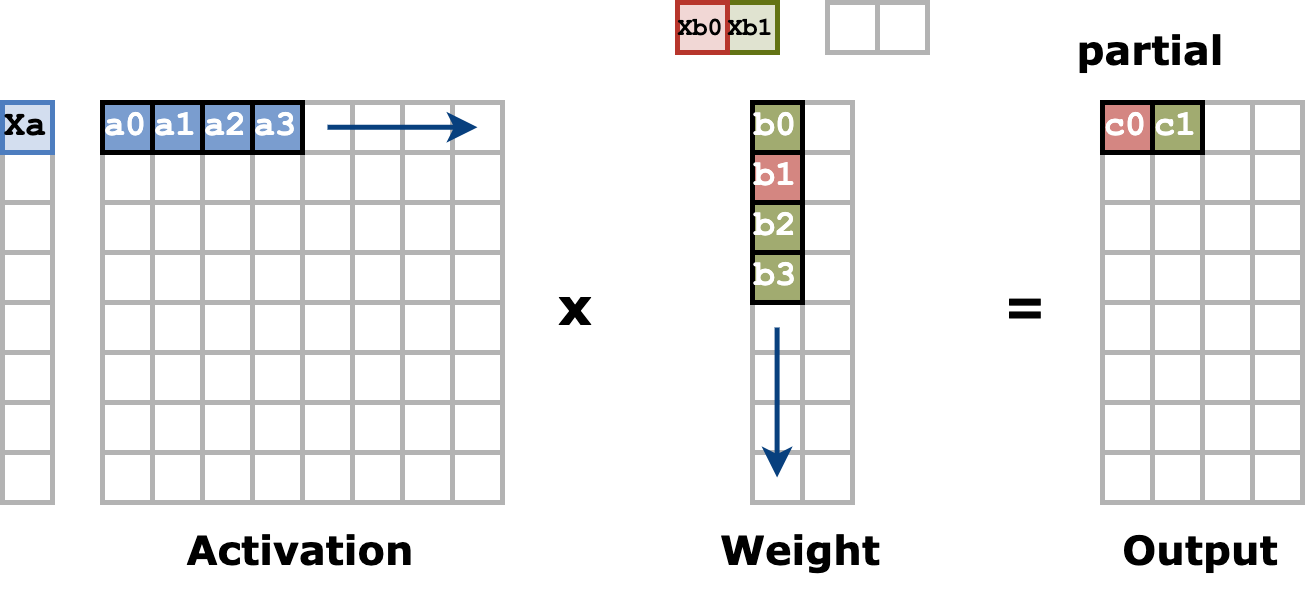 Xb0 Xb1
partial
Xa a0 a1 a2 a3 b0 c0 c1
b1
b2
b3
x =
Activation Weight Output